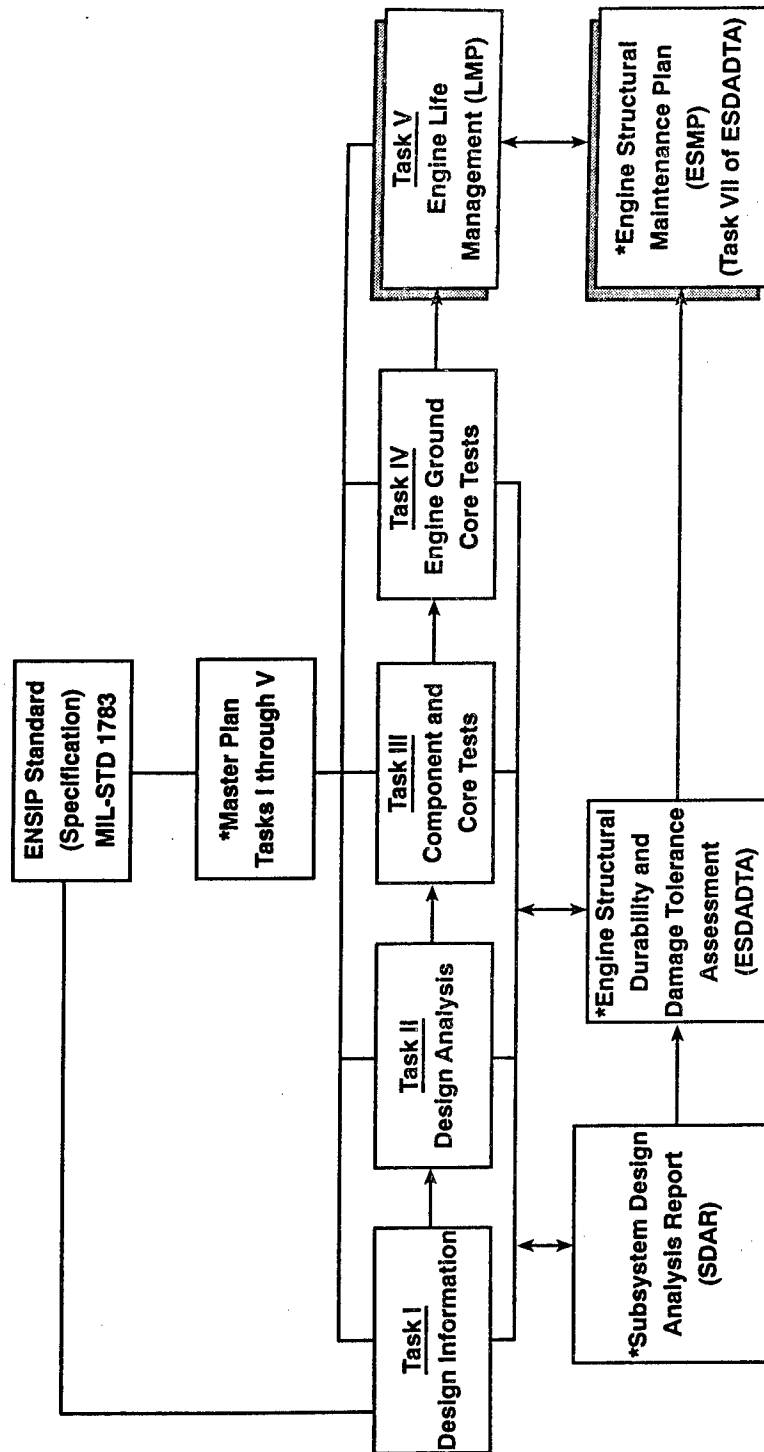 ENSIP Standard
(Specification)
MIL-STD 1783
*Master Plan
Tasks I through V
Task I
Design Information
Task II
Design Analysis
Task III
Component and
Core Tests
Task IV
Engine Ground
Core Tests
Task V
Engine Life
Management (LMP)
*Subsystem Design
Analysis Report
(SDAR)
*Engine Structural
Durability and
Damage Tolerance
Assessment
(ESDADTA)
*Engine Structural
Maintenance Plan
(ESMP)
(Task VII of ESDADTA)